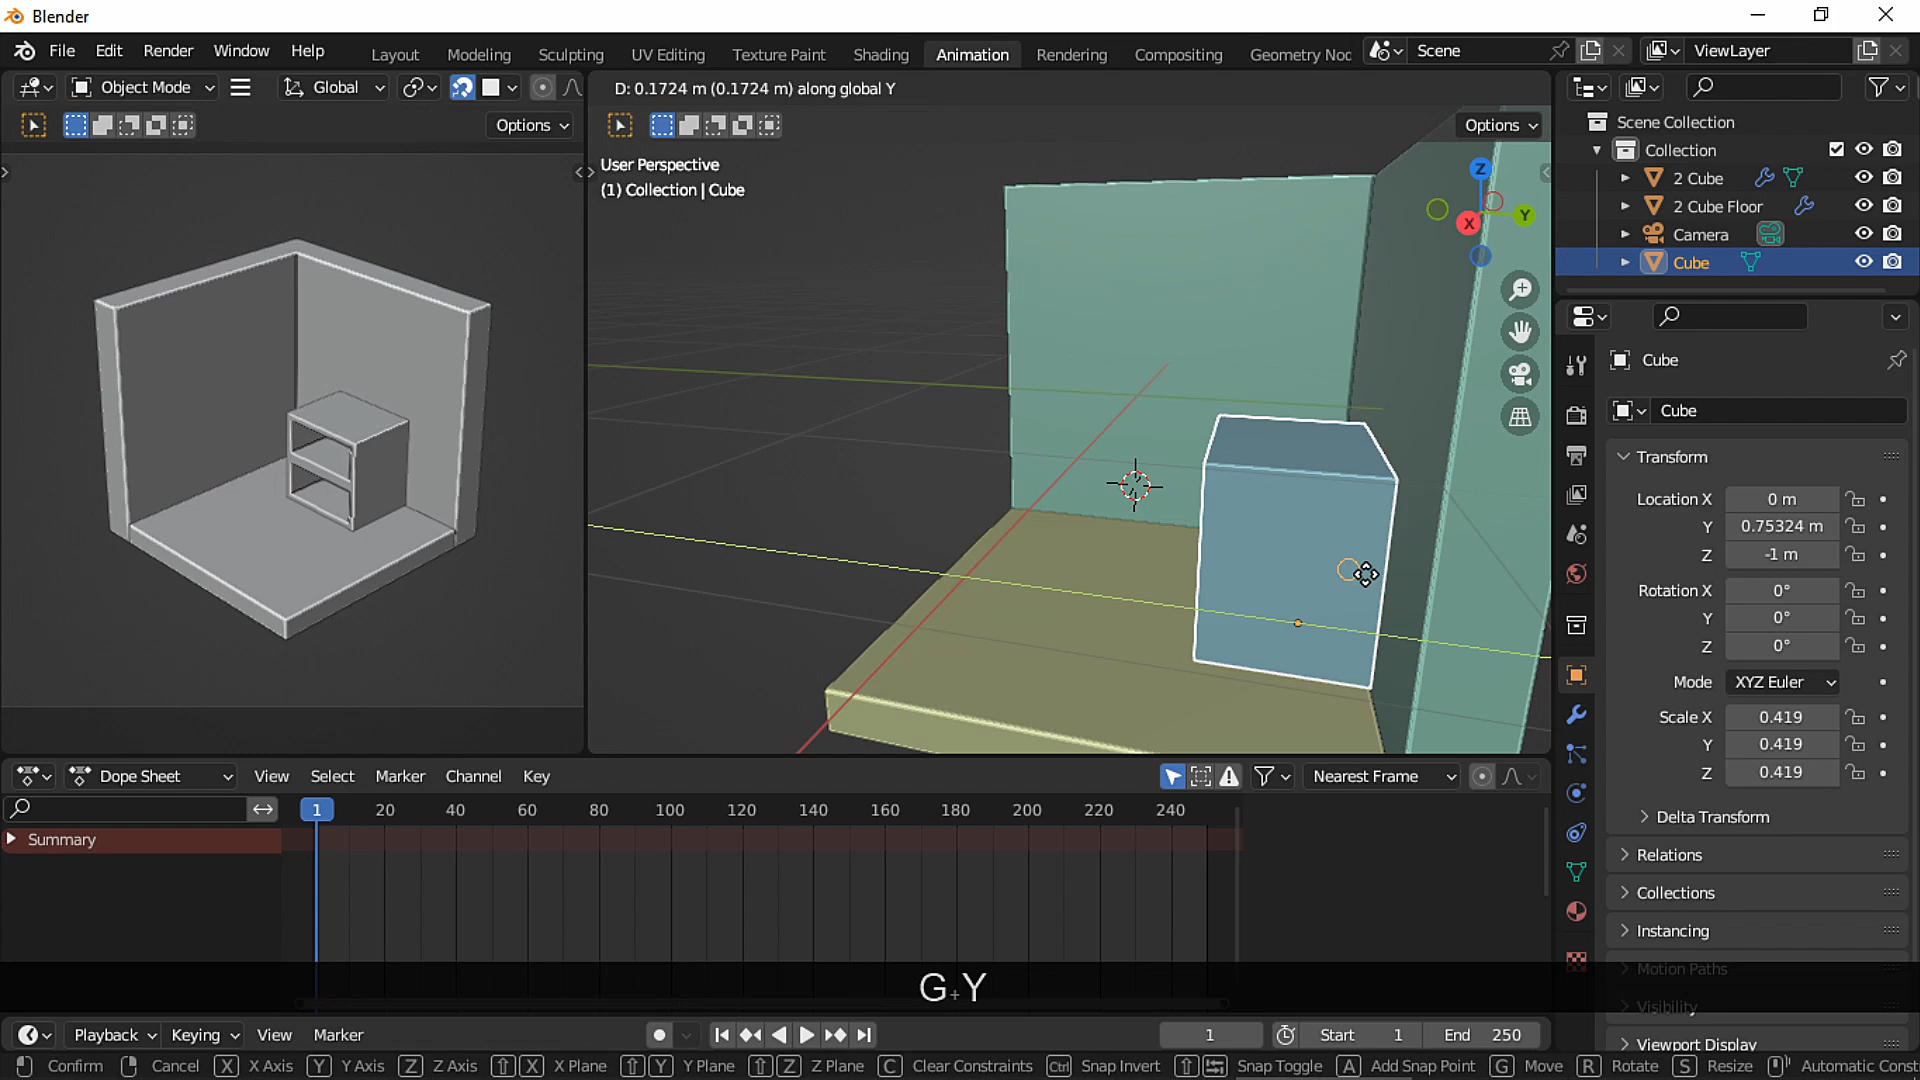 Blender
File Edit Render Window Help Layout Modeling Sculpting UV Editing Texture Paint Shading Animation Rendering Compositing Geometry Noc Scene ViewLayer
Object Mode Global D: 0.1724 m (0.1724 m) along global Y
Options Options
User Perspective
(1) Collection | Cube
Z
Y
X
Scene Collection
Collection
2 Cube
2 Cube Floor
Camera
Cube
Cube
Cube
Transform
Location X 0 m
Y 0.75324 m
Z -1 m
Rotation X 0°
Y 0°
Z 0°
Mode XYZ Euler
Scale X 0.419
Y 0.419
Z 0.419
Delta Transform
Relations
Collections
Instancing
Motion Paths
Visibility
Viewport Display
Dope Sheet View Select Marker Channel Key Nearest Frame
1 20 40 60 80 100 120 140 160 180 200 220 240
Summary
G+Y
Playback Keying View Marker 1 Start 1 End 250
Confirm Cancel X X Axis Y Y Axis Z Z Axis X X Plane Y Y Plane Z Z Plane C Clear Constraints Ctrl Snap Invert Snap Toggle A Add Snap Point G Move R Rotate S Resize Automatic Const